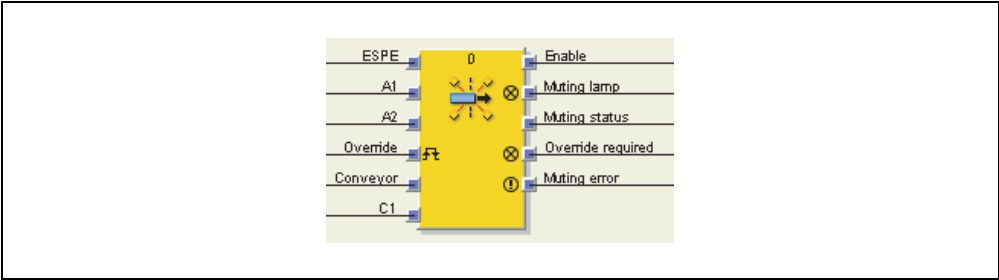 0
ESPE Enable
A1 Muting lamp
A2 Muting status
Override Override required
Conveyor Muting error
C1